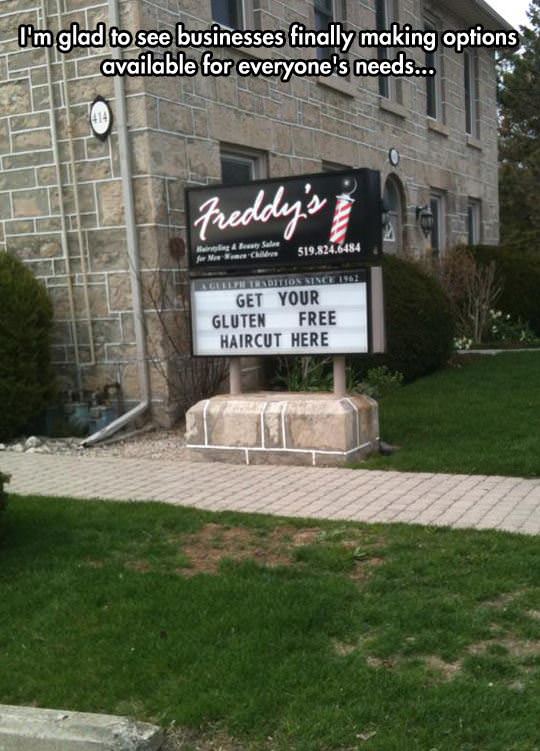 I'm glad to see businesses finally making options
available for everyone's needs...
414
Freddy's
Hairstyling & Beauty Salon
for Men · Women · Children
519.824.6484
A GUELPH TRADITION SINCE 1962
GET YOUR
GLUTEN FREE
HAIRCUT HERE